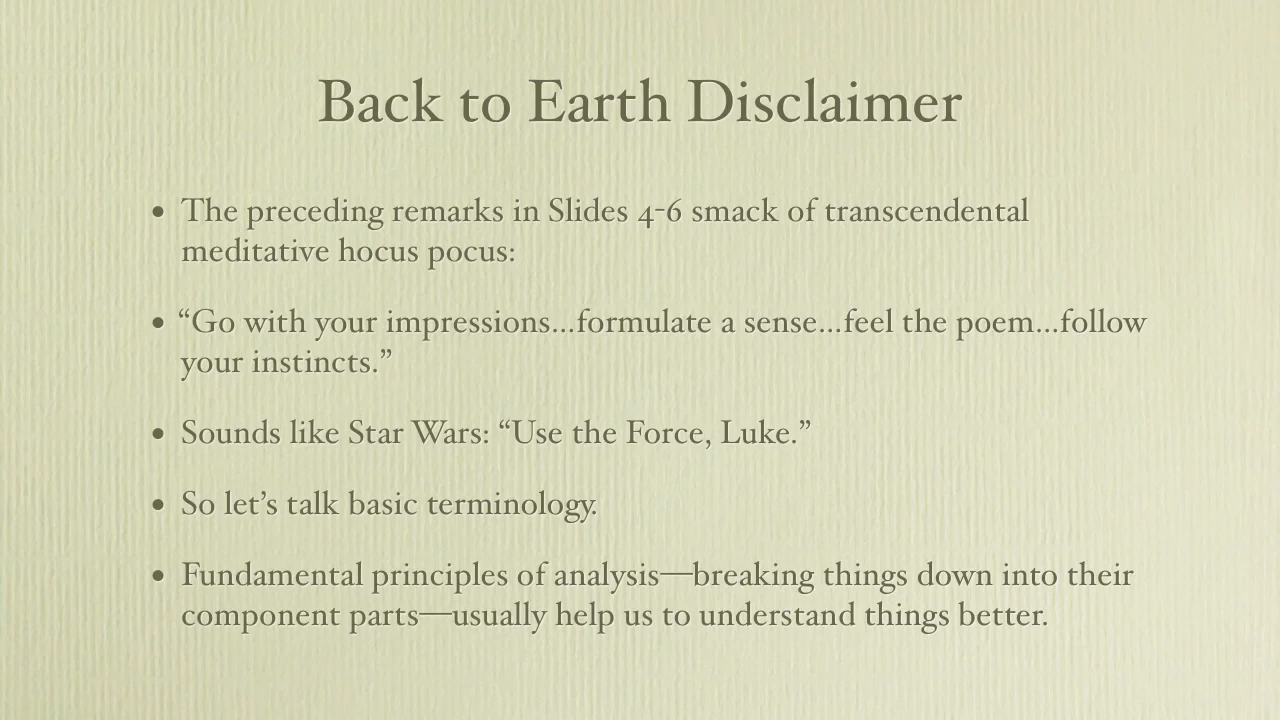 Back to Earth Disclaimer
• The preceding remarks in Slides 4-6 smack of transcendental
meditative hocus pocus:
• “Go with your impressions...formulate a sense...feel the poem...follow
your instincts.”
• Sounds like Star Wars: “Use the Force, Luke.”
• So let’s talk basic terminology.
• Fundamental principles of analysis—breaking things down into their
component parts—usually help us to understand things better.